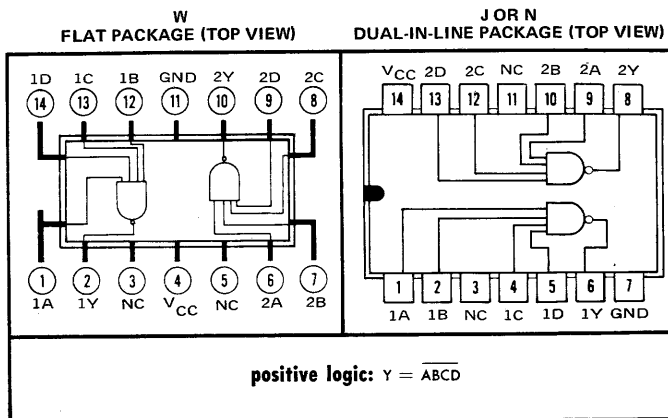 W
FLAT PACKAGE (TOP VIEW)
1D 1C 1B GND 2Y 2D 2C
14 13 12 11 10 9 8
1 2 3 4 5 6 7
1A 1Y NC VCC NC 2A 2B
J OR N
DUAL-IN-LINE PACKAGE (TOP VIEW)
VCC 2D 2C NC 2B 2A 2Y
14 13 12 11 10 9 8
1 2 3 4 5 6 7
1A 1B NC 1C 1D 1Y GND
positive logic: Y = ABCD